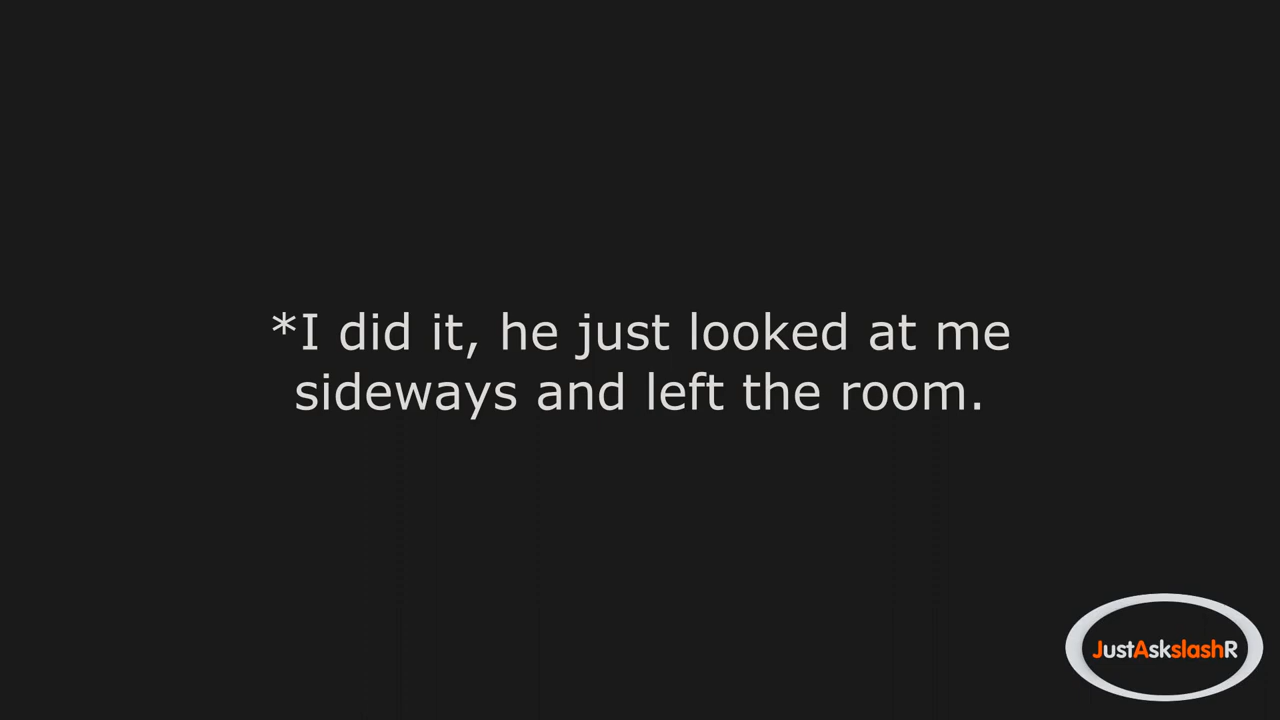 *I did it, he just looked at me
sideways and left the room.
JustAskslashR